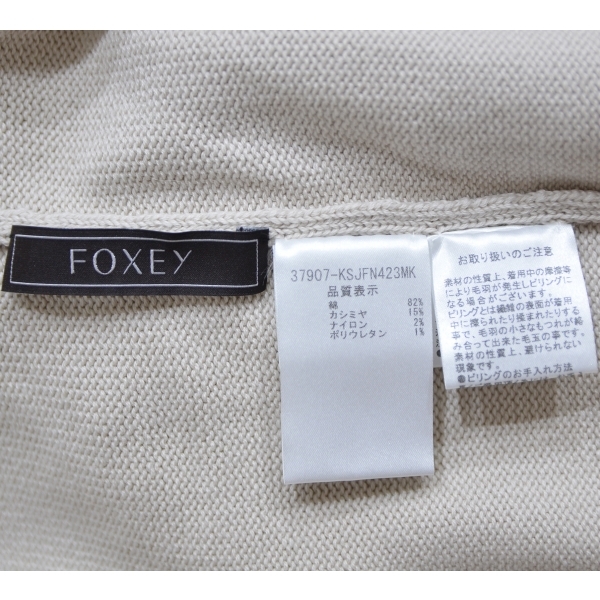 FOXEY
37907-KSJFN423MK
品質表示
綿 82%
カシミヤ 15%
ナイロン 2%
ポリウレタン 1%
お取り扱いのご注意
素材の性質上、着用中の摩擦等
により毛羽が発生しピリングに
なる場合がございます。
ピリングとは繊維の表面が着用
中に擦られたり揉まれたりする
事で、毛羽の小さなもつれが絡
み合って出来た毛玉の事です。
素材の性質上、避けられない
現象です。
●ピリングのお手入れ方法